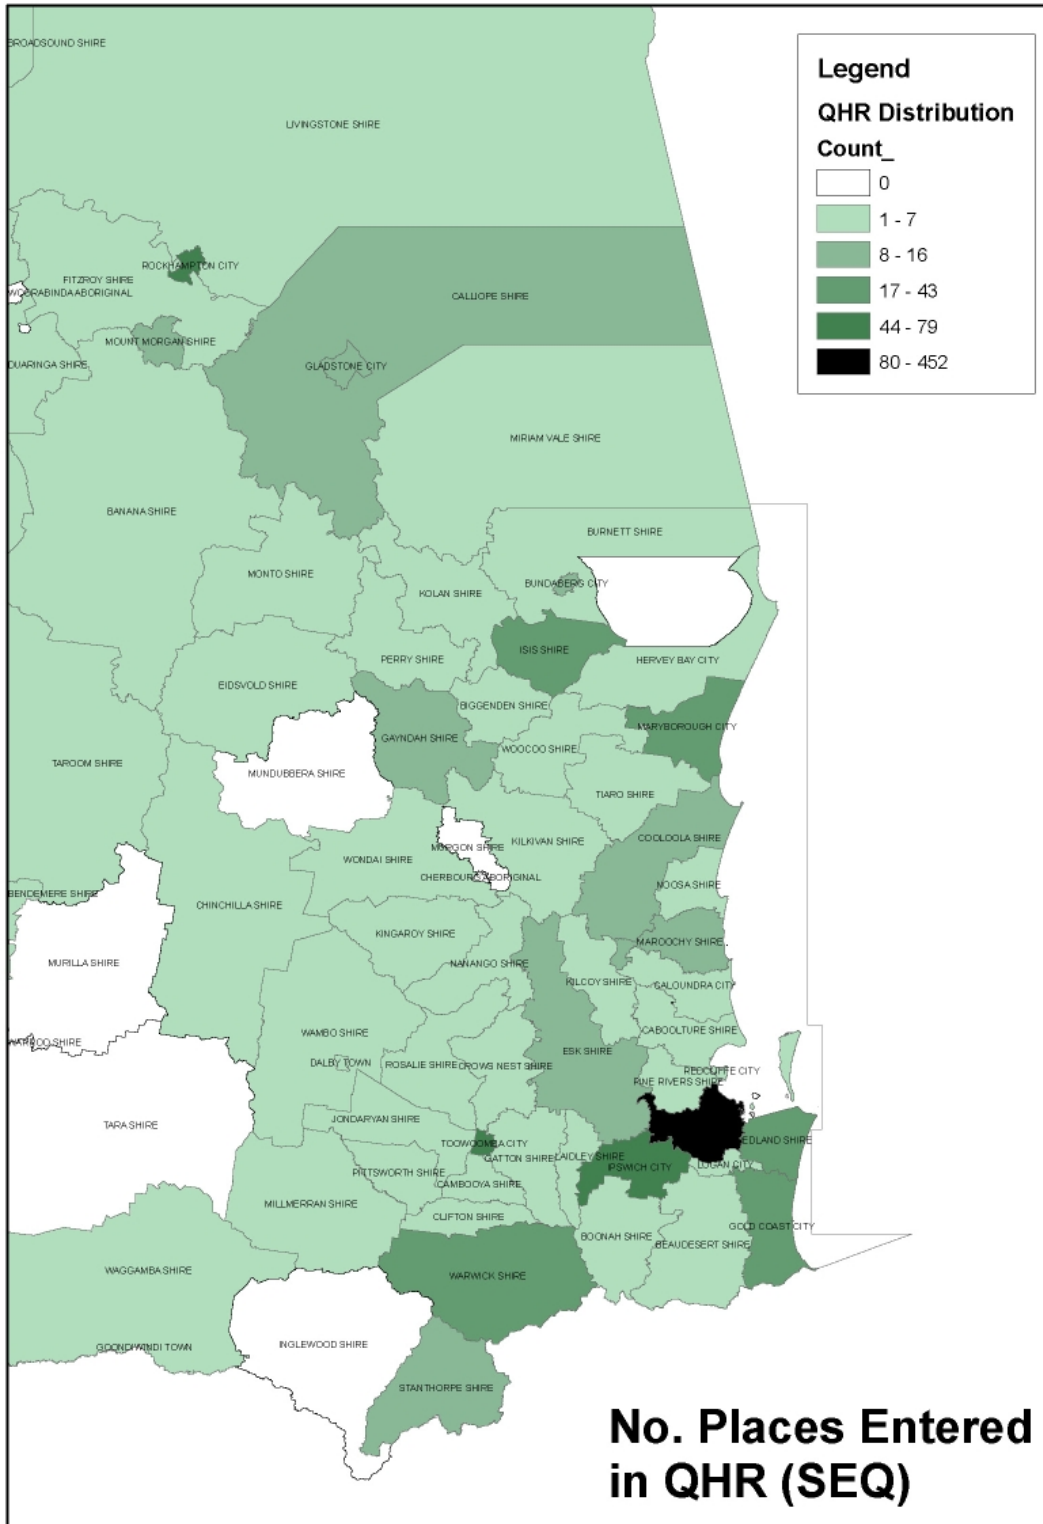 BROADSOUND SHIRE
Legend
QHR Distribution
Count_
0
1 - 7
8 - 16
17 - 43
44 - 79
80 - 452
LIVINGSTONE SHIRE
ROCKHAMPTON CITY
FITZROY SHIRE
WOORABINDA ABORIGINAL
CALLIOPE SHIRE
MOUNT MORGAN SHIRE
DUARINGA SHIRE
GLADSTONE CITY
MIRIAM VALE SHIRE
BANANA SHIRE
BURNETT SHIRE
MONTO SHIRE
BUNDABERG CITY
KOLAN SHIRE
ISIS SHIRE
PERRY SHIRE
HERVEY BAY CITY
EIDSVOLD SHIRE
BIGGENDEN SHIRE
MARYBOROUGH CITY
GAYNDAH SHIRE
WOOCOO SHIRE
TAROOM SHIRE
MUNDUBBERA SHIRE
TIARO SHIRE
COOLOOLA SHIRE
KILKIVAN SHIRE
MURGON SHIRE
WONDAI SHIRE
CHERBOURG ABORIGINAL
NOOSA SHIRE
BENDEMERE SHIRE
CHINCHILLA SHIRE
KINGAROY SHIRE
MAROOCHY SHIRE
MURILLA SHIRE
NANANGO SHIRE
KILCOY SHIRE
CALOUNDRA CITY
WAMBO SHIRE
CABOOLTURE SHIRE
WARROO SHIRE
ESK SHIRE
DALBY TOWN
ROSALIE SHIRE
CROWS NEST SHIRE
REDCLIFFE CITY
PINE RIVERS SHIRE
TARA SHIRE
JONDARYAN SHIRE
EDLAND SHIRE
TOOWOOMBA CITY
GATTON SHIRE
LAIDLEY SHIRE
IPSWICH CITY
LOGAN CITY
PITTSWORTH SHIRE
CAMBOOYA SHIRE
MILLMERRAN SHIRE
CLIFTON SHIRE
GOLD COAST CITY
BOONAH SHIRE
BEAUDESERT SHIRE
WAGGAMBA SHIRE
WARWICK SHIRE
GOONDIWINDI TOWN
INGLEWOOD SHIRE
STANTHORPE SHIRE
No. Places Entered
in QHR (SEQ)